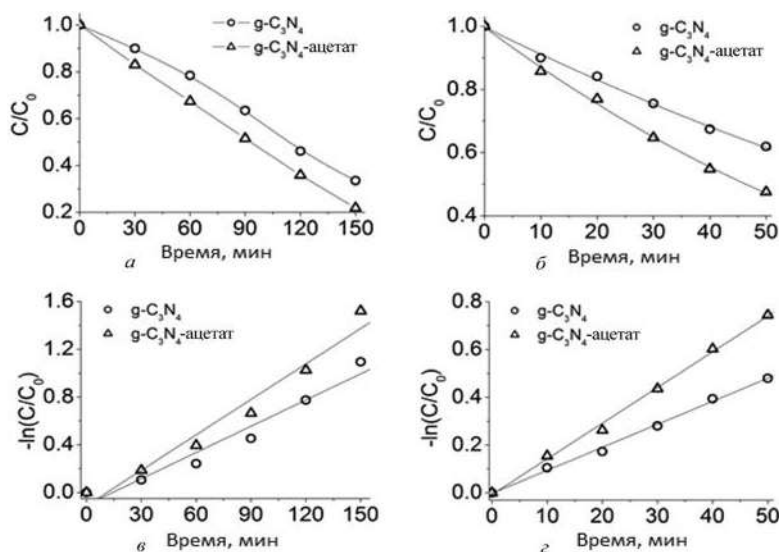 1.0
0.8
0.6
0.4
0.2
C/C₀
g-C₃N₄
g-C₃N₄-ацетат
0 30 60 90 120 150
Время, мин
а
1.0
0.8
0.6
0.4
C/C₀
g-C₃N₄
g-C₃N₄-ацетат
0 10 20 30 40 50
Время, мин
б
1.6
1.2
0.8
0.4
0.0
-ln(C/C₀)
g-C₃N₄
g-C₃N₄-ацетат
0 30 60 90 120 150
Время, мин
в
0.8
0.6
0.4
0.2
0.0
-ln(C/C₀)
g-C₃N₄
g-C₃N₄-ацетат
0 10 20 30 40 50
Время, мин
г